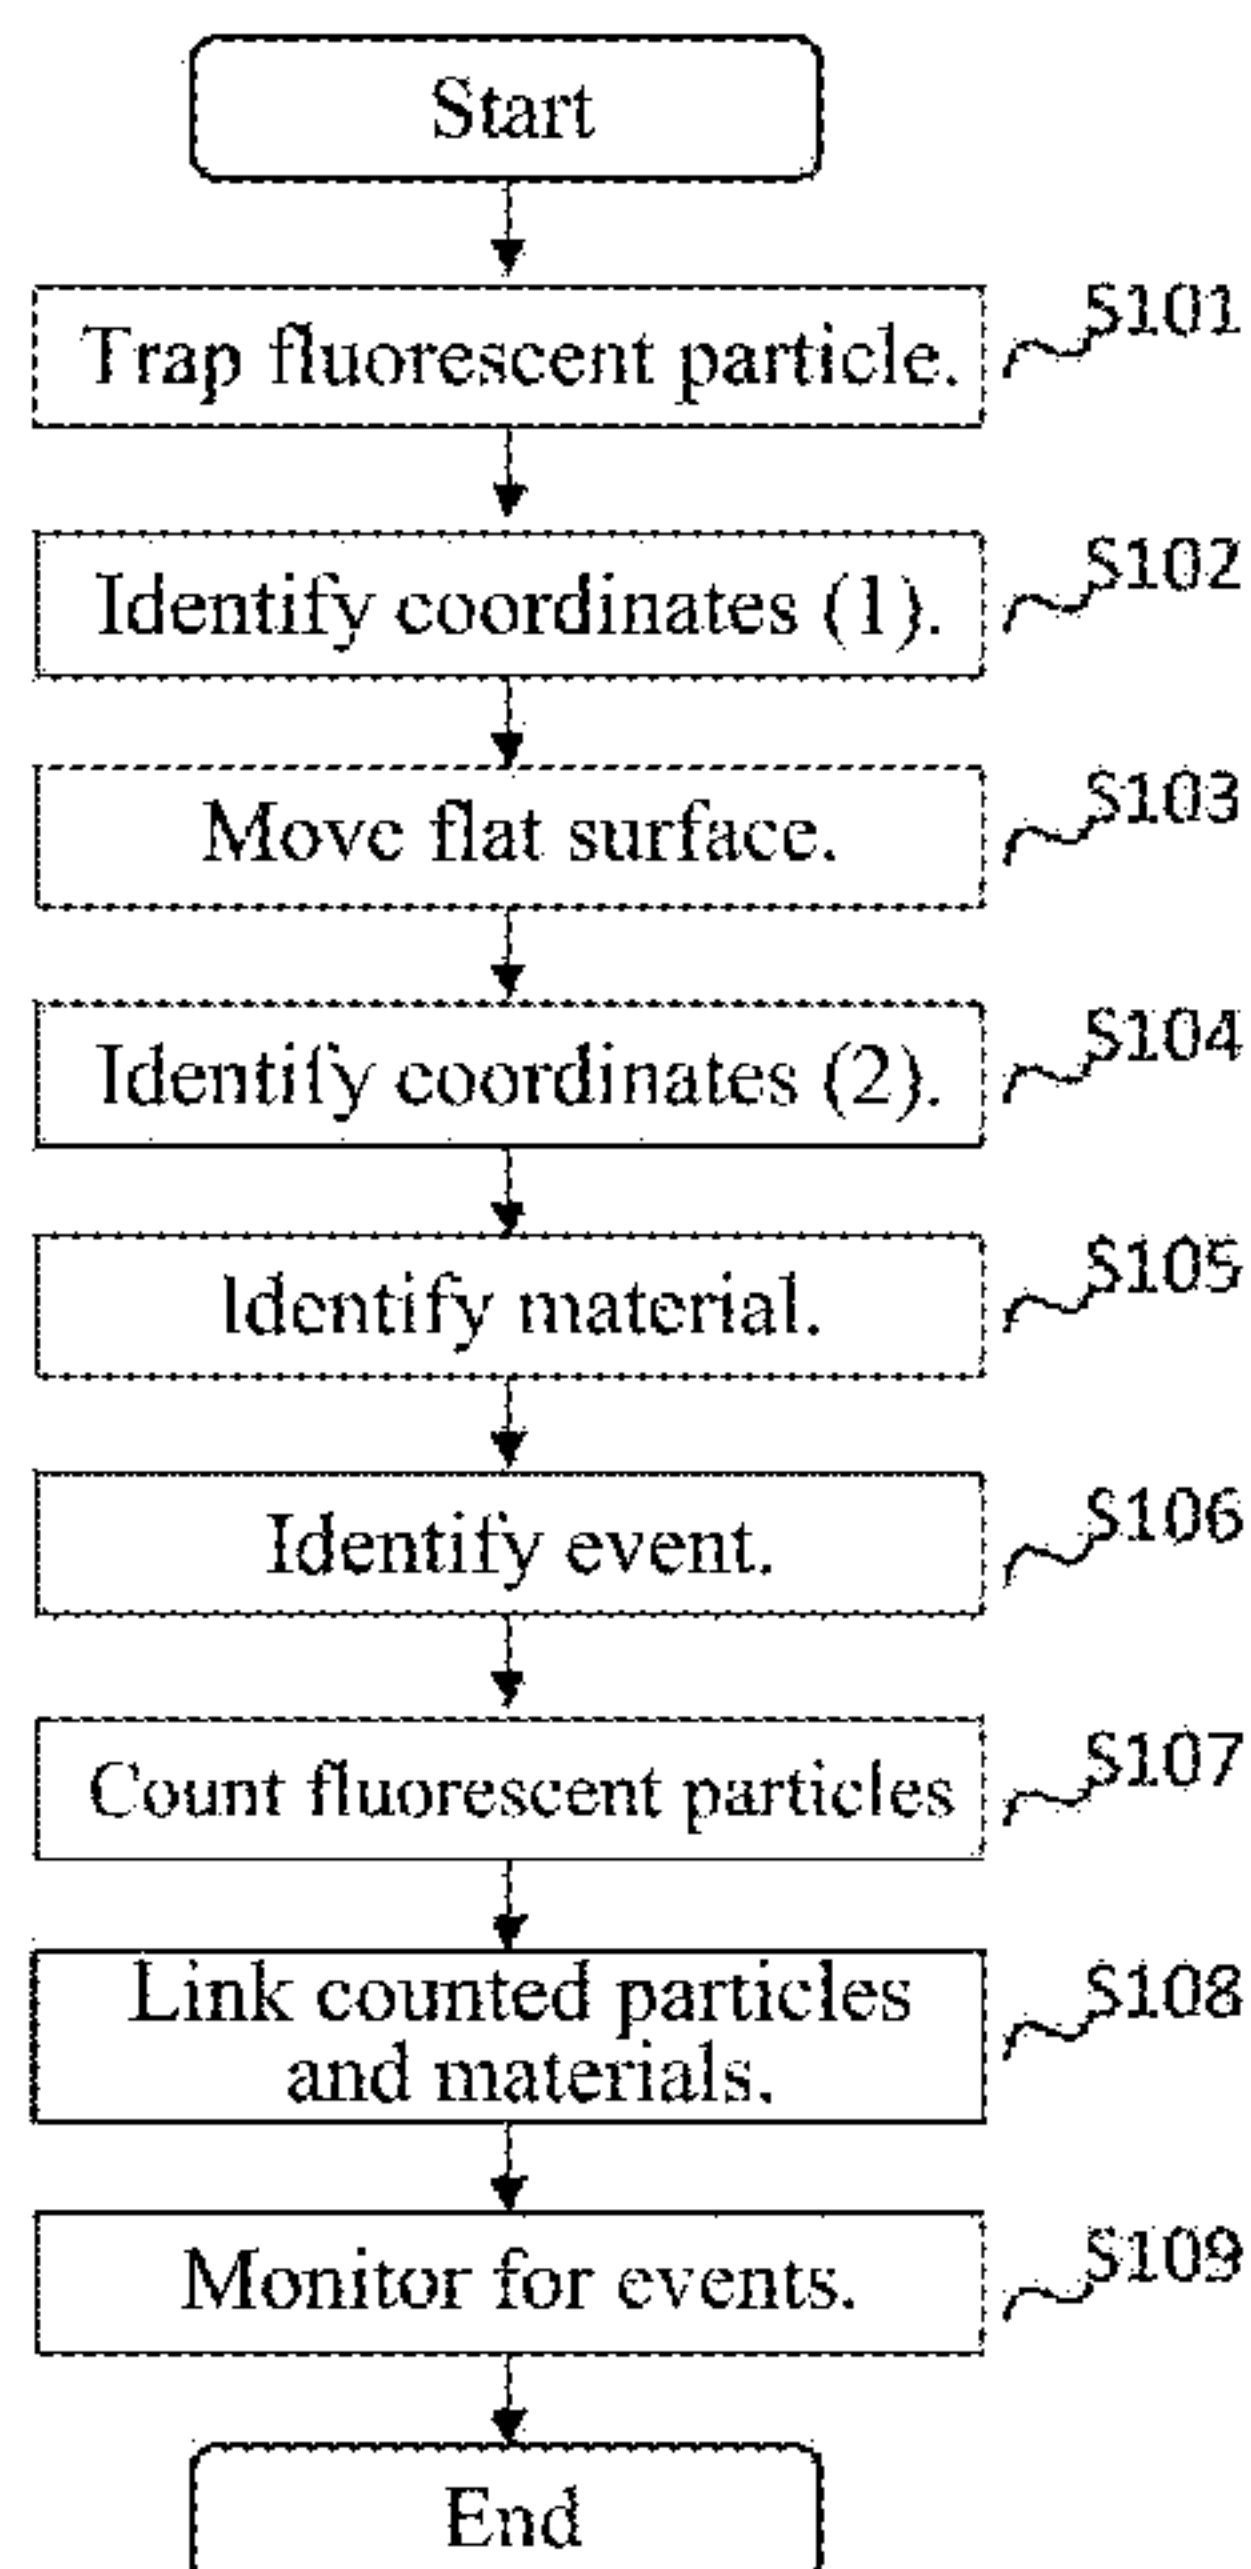 Start
Trap fluorescent particle.
S101
Identify coordinates (1).
S102
Move flat surface.
S103
Identify coordinates (2).
S104
Identify material.
S105
Identify event.
S106
Count fluorescent particles
S107
Link counted particles
and materials.
S108
Monitor for events.
S109
End